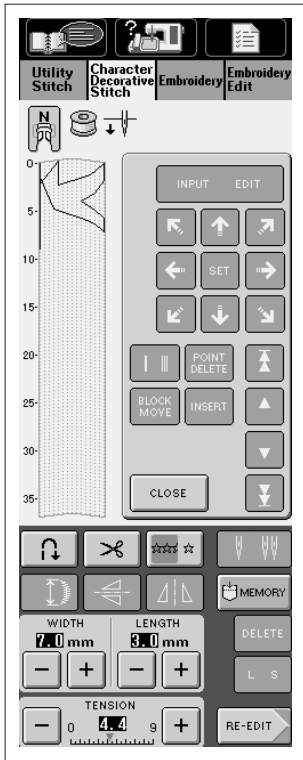 Utility Stitch
Character Decorative Stitch
Embroidery
Embroidery Edit
N
0-
5-
10-
15-
20-
25-
30-
35-
INPUT EDIT
SET
POINT DELETE
BLOCK MOVE
INSERT
CLOSE
MEMORY
WIDTH
7.0 mm
LENGTH
3.0 mm
DELETE
L S
TENSION
0 4.4 9
RE-EDIT